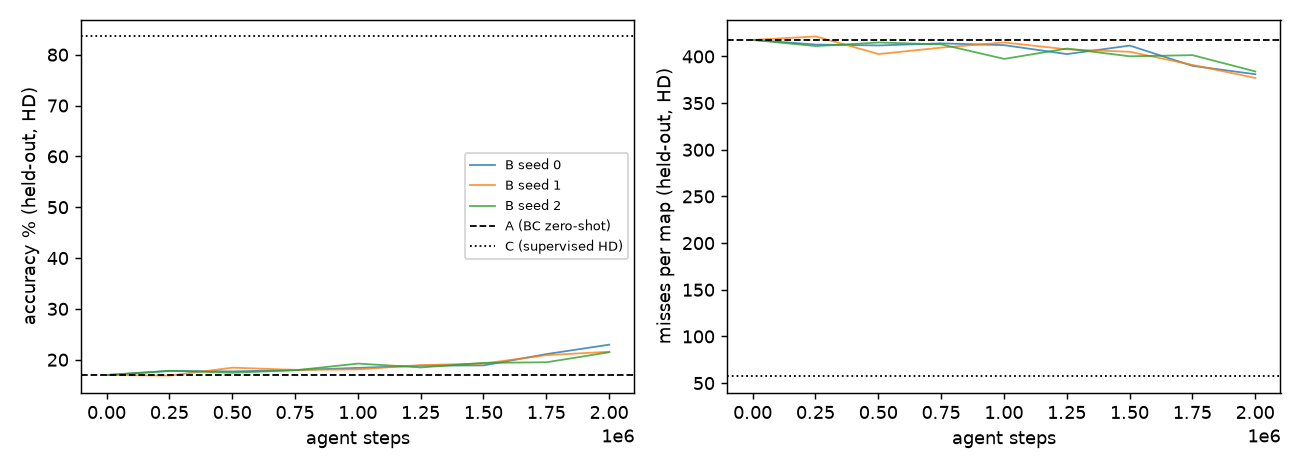 accuracy % (held-out, HD)
80
70
60
50
40
30
20
0.00 0.25 0.50 0.75 1.00 1.25 1.50 1.75 2.00
1e6
agent steps
B seed 0
B seed 1
B seed 2
A (BC zero-shot)
C (supervised HD)
misses per map (held-out, HD)
400
350
300
250
200
150
100
50
0.00 0.25 0.50 0.75 1.00 1.25 1.50 1.75 2.00
1e6
agent steps